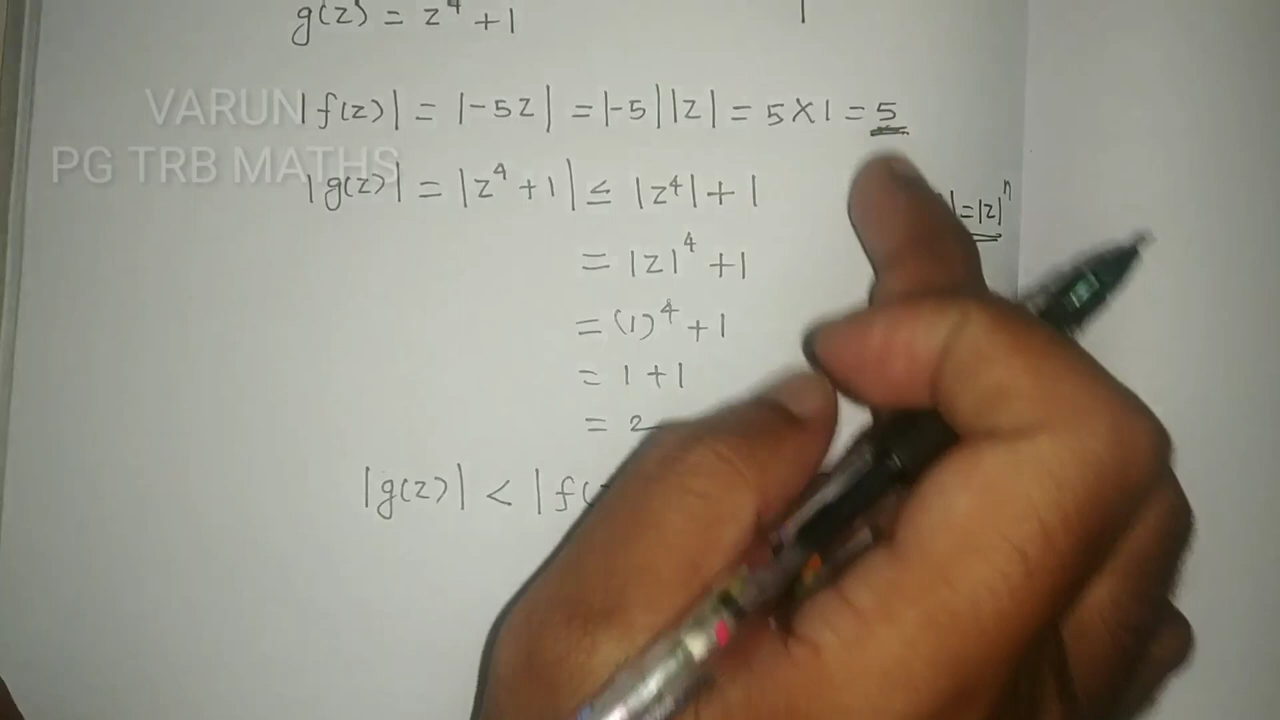 g(z) = z⁴ + 1
VARUN
|f(z)| = |-5z| = |-5||z| = 5×1 = 5
PG TRB MATHS
|g(z)| = |z⁴ + 1| ≤ |z⁴| + 1
|=|z|ⁿ
= |z|⁴ + 1
= (1)⁴ + 1
= 1 + 1
= 2
|g(z)| < |f(